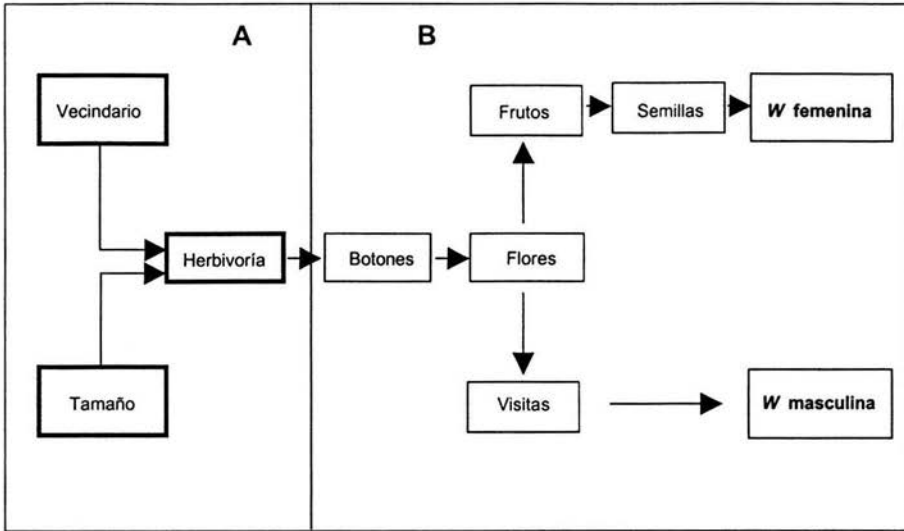 A
B
Vecindario
Frutos
Semillas
W femenina
Herbivoría
Botones
Flores
Tamaño
Visitas
W masculina